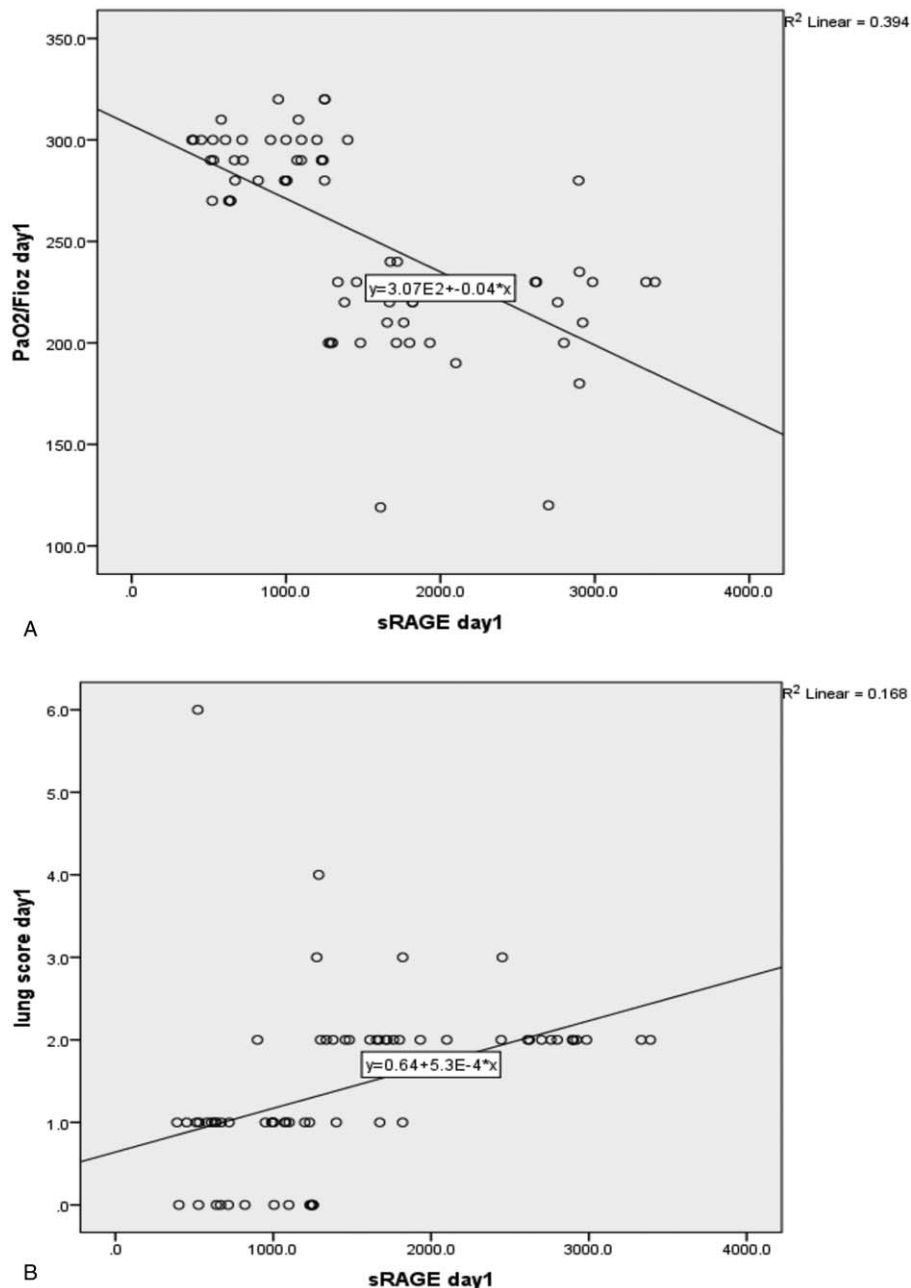 R² Linear = 0.394
350.0
300.0
250.0
200.0
150.0
100.0
PaO2/Fioz day1
y=3.07E2+-0.04*x
.0 1000.0 2000.0 3000.0 4000.0
sRAGE day1
A
R² Linear = 0.168
6.0
5.0
4.0
3.0
2.0
1.0
.0
lung score day1
y=0.64+5.3E-4*x
.0 1000.0 2000.0 3000.0 4000.0
sRAGE day1
B